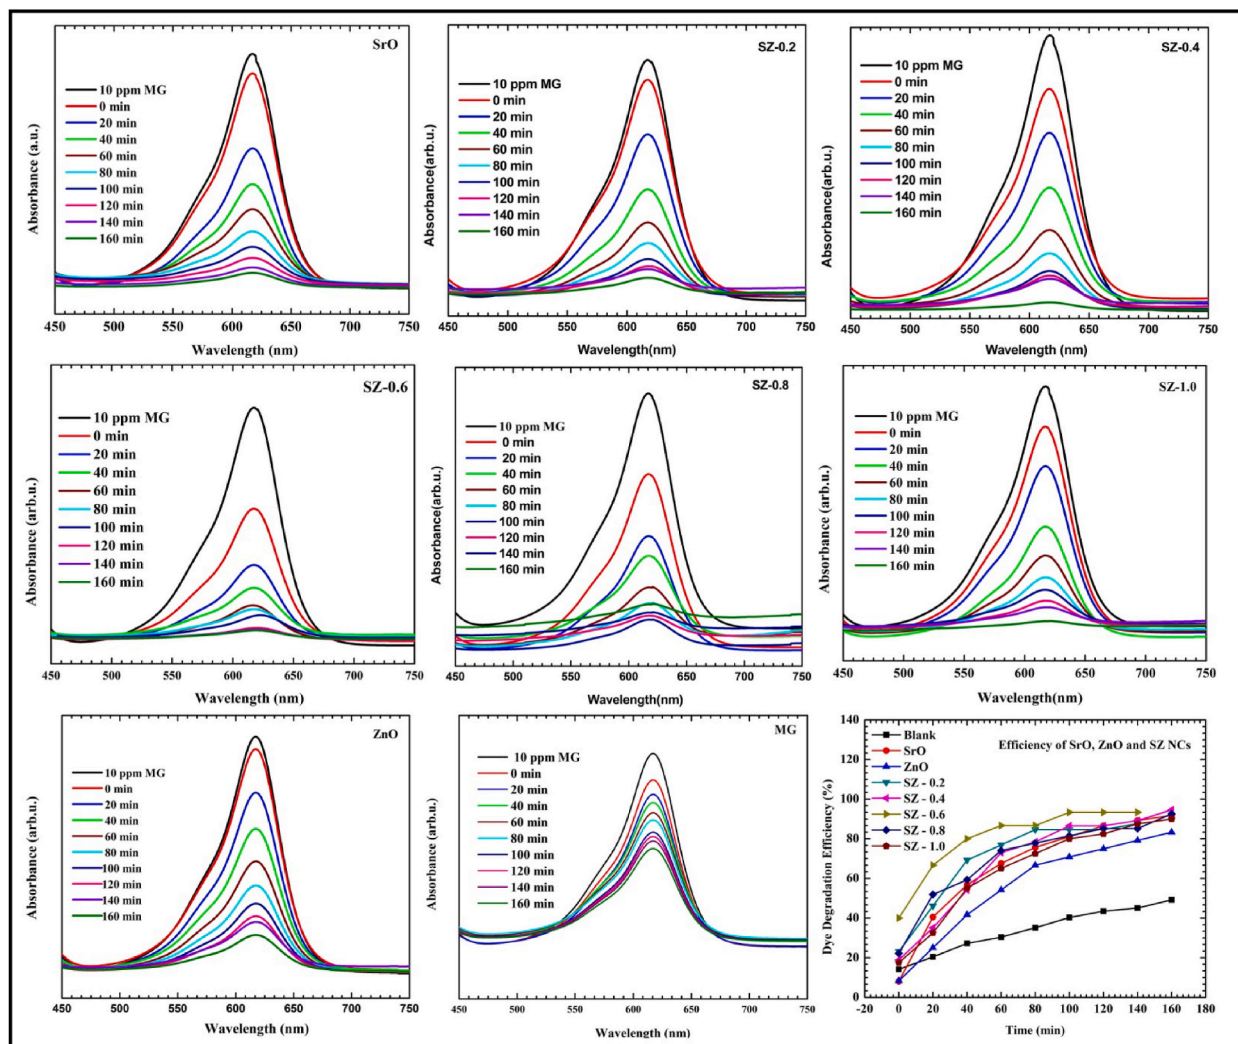 SrO
10 ppm MG
0 min
20 min
40 min
60 min
80 min
100 min
120 min
140 min
160 min
Absorbance (a.u.)
450 500 550 600 650 700 750
Wavelength (nm)
SZ-0.2
10 ppm MG
0 min
20 min
40 min
60 min
80 min
100 min
120 min
140 min
160 min
Absorbance(arb.u.)
450 500 550 600 650 700 750
Wavelength(nm)
SZ-0.4
10 ppm MG
0 min
20 min
40 min
60 min
80 min
100 min
120 min
140 min
160 min
Absorbance(arb.u.)
450 500 550 600 650 700 750
Wavelength (nm)
SZ-0.6
10 ppm MG
0 min
20 min
40 min
60 min
80 min
100 min
120 min
140 min
160 min
Absorbance (arb.u.)
450 500 550 600 650 700 750
Wavelength (nm)
SZ-0.8
10 ppm MG
0 min
20 min
40 min
60 min
80 min
100 min
120 min
140 min
160 min
Absorbance(arb.u.)
450 500 550 600 650 700 750
Wavelength(nm)
SZ-1.0
10 ppm MG
0 min
20 min
40 min
60 min
80 min
100 min
120 min
140 min
160 min
Absorbance (arb.u.)
450 500 550 600 650 700 750
Wavelength (nm)
ZnO
10 ppm MG
0 min
20 min
40 min
60 min
80 min
100 min
120 min
140 min
160 min
Absorbance (arb.u.)
450 500 550 600 650 700 750
Wavelength (nm)
MG
10 ppm MG
0 min
20 min
40 min
60 min
80 min
100 min
120 min
140 min
160 min
Absorbance (arb.u.)
450 500 550 600 650 700 750
Wavelength (nm)
Efficiency of SrO, ZnO and SZ NCs
Blank
SrO
ZnO
SZ - 0.2
SZ - 0.4
SZ - 0.6
SZ - 0.8
SZ - 1.0
Dye Degradation Efficiency (%)
140
120
100
80
60
40
20
0
-20 0 20 40 60 80 100 120 140 160 180
Time (min)